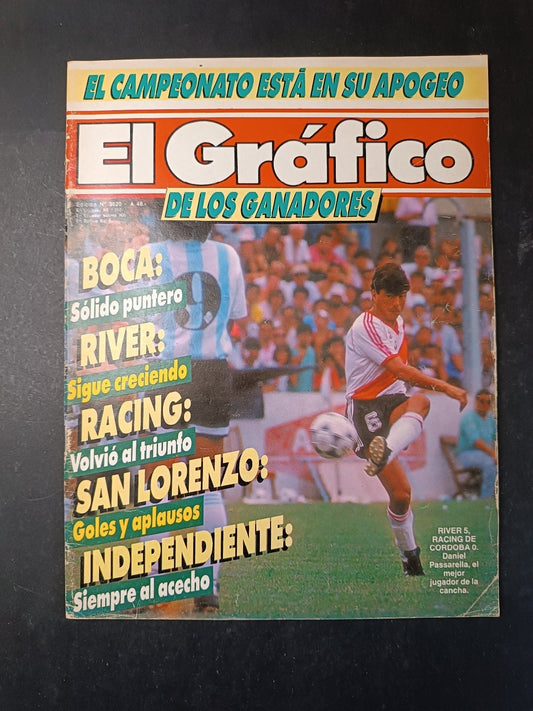 EL CAMPEONATO ESTÁ EN SU APOGEO
El Gráfico
DE LOS GANADORES
BOCA:
Sólido puntero
RIVER:
Sigue creciendo
RACING:
Volvió al triunfo
SAN LORENZO:
Goles y aplausos
INDEPENDIENTE:
Siempre al acecho
9
6
RIVER 5,
RACING DE
CORDOBA 0.
Daniel
Passarella, el
mejor
jugador de la
cancha.